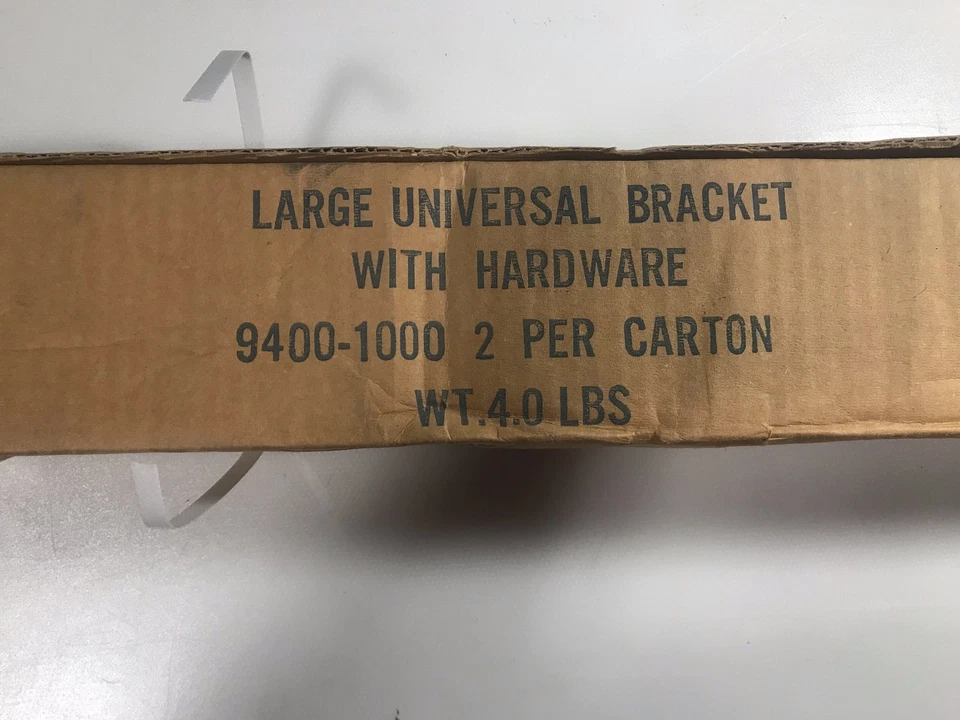 LARGE UNIVERSAL BRACKET
WITH HARDWARE
9400-1000 2 PER CARTON
WT.4.0 LBS